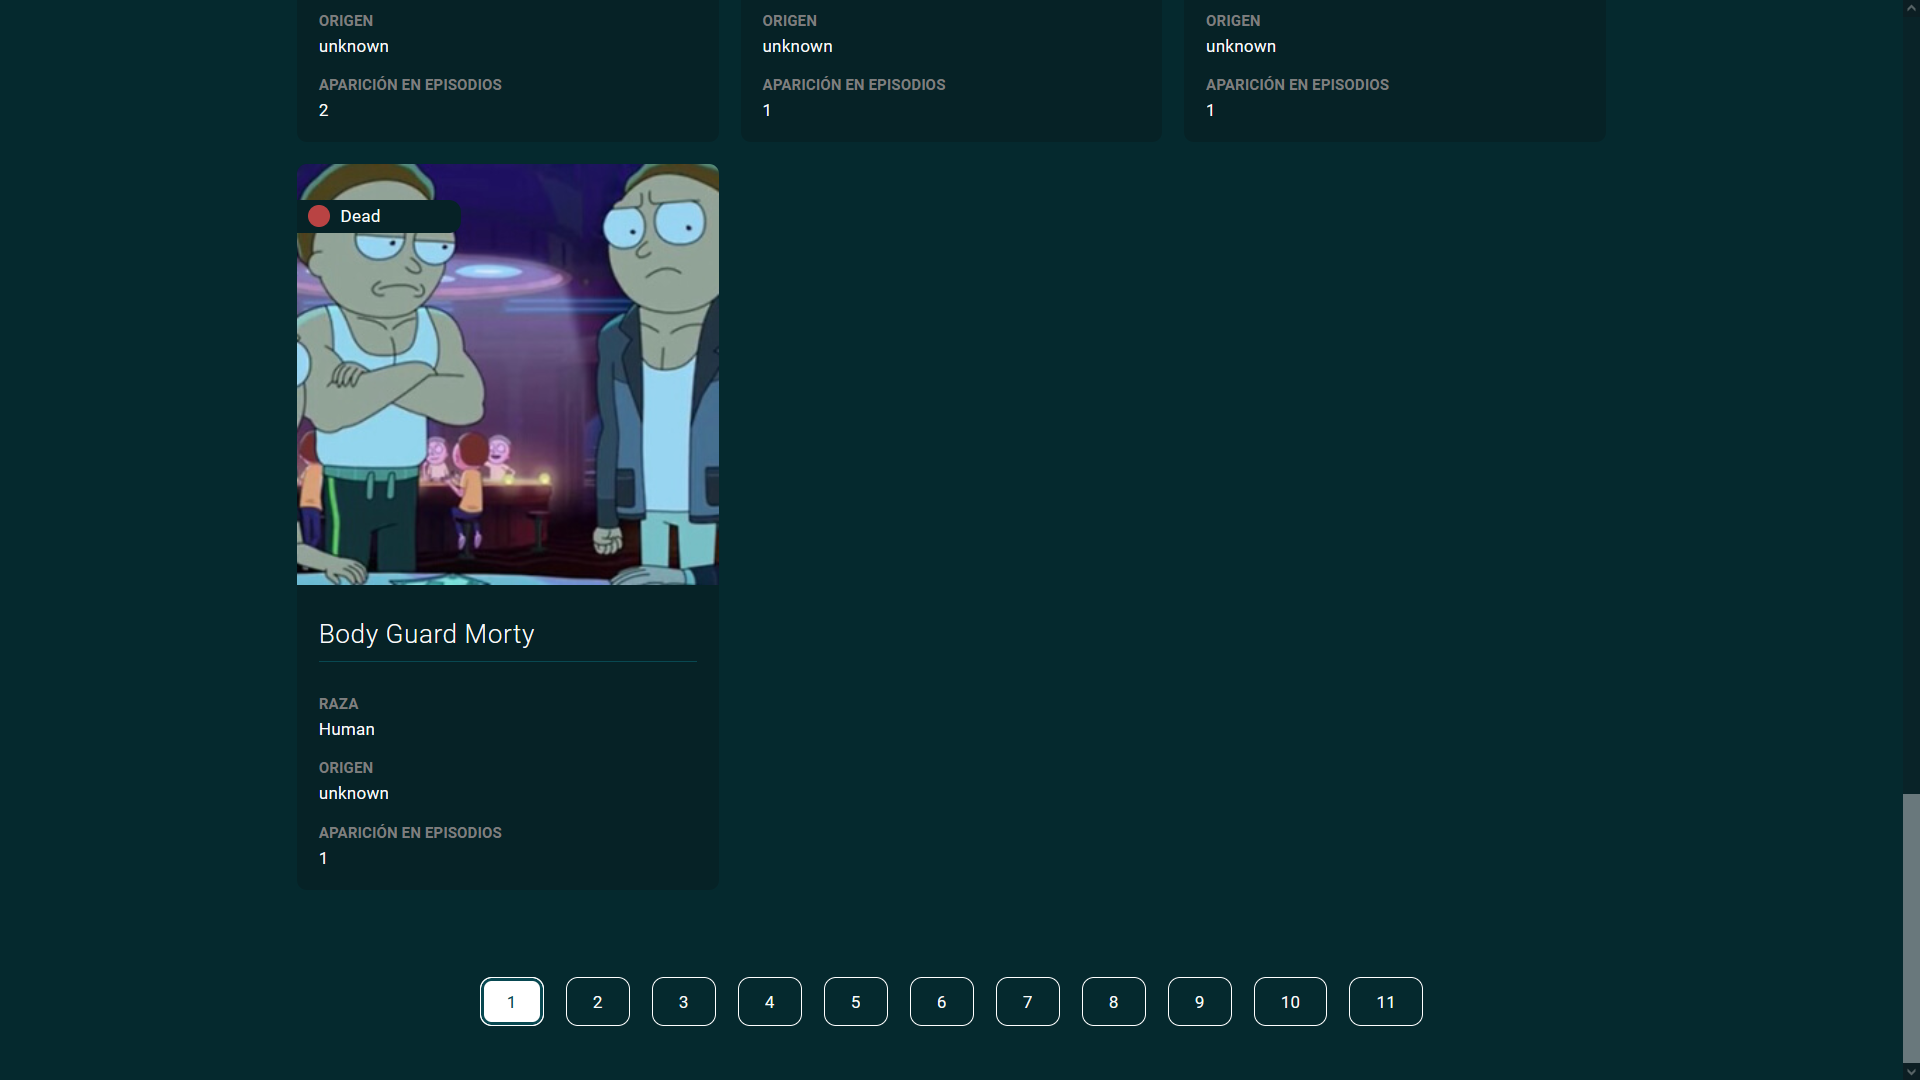 ORIGEN
unknown
APARICIÓN EN EPISODIOS
2
ORIGEN
unknown
APARICIÓN EN EPISODIOS
1
ORIGEN
unknown
APARICIÓN EN EPISODIOS
1
Dead
Body Guard Morty
RAZA
Human
ORIGEN
unknown
APARICIÓN EN EPISODIOS
1
1 2 3 4 5 6 7 8 9 10 11